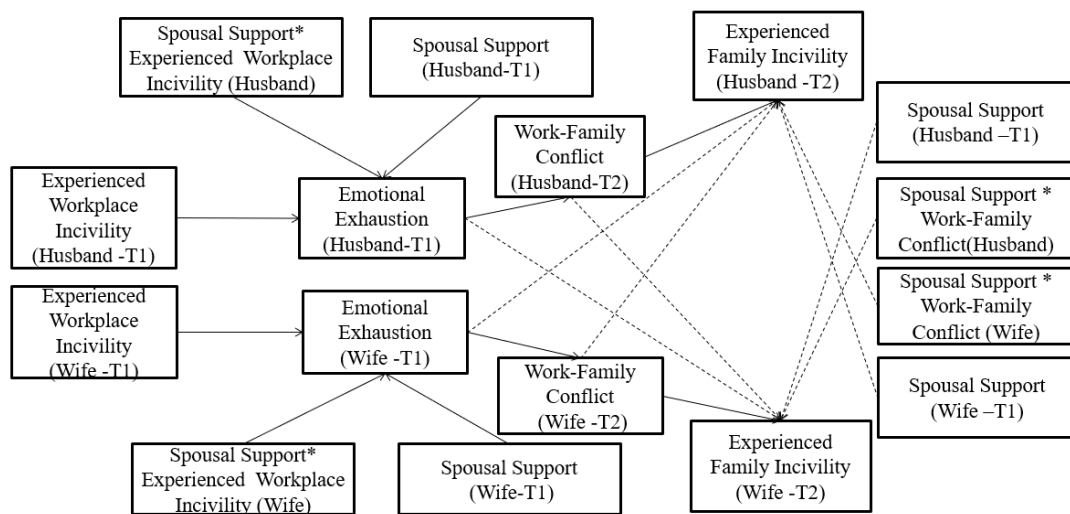 Spousal Support*
Experienced Workplace
Incivility (Husband)
Spousal Support
(Husband-T1)
Experienced
Family Incivility
(Husband -T2)
Spousal Support
(Husband –T1)
Work-Family
Conflict
(Husband-T2)
Experienced
Workplace
Incivility
(Husband -T1)
Emotional
Exhaustion
(Husband-T1)
Spousal Support *
Work-Family
Conflict(Husband)
Spousal Support *
Work-Family
Conflict (Wife)
Experienced
Workplace
Incivility
(Wife -T1)
Emotional
Exhaustion
(Wife -T1)
Work-Family
Conflict
(Wife -T2)
Spousal Support
(Wife –T1)
Spousal Support*
Experienced Workplace
Incivility (Wife)
Spousal Support
(Wife-T1)
Experienced
Family Incivility
(Wife -T2)